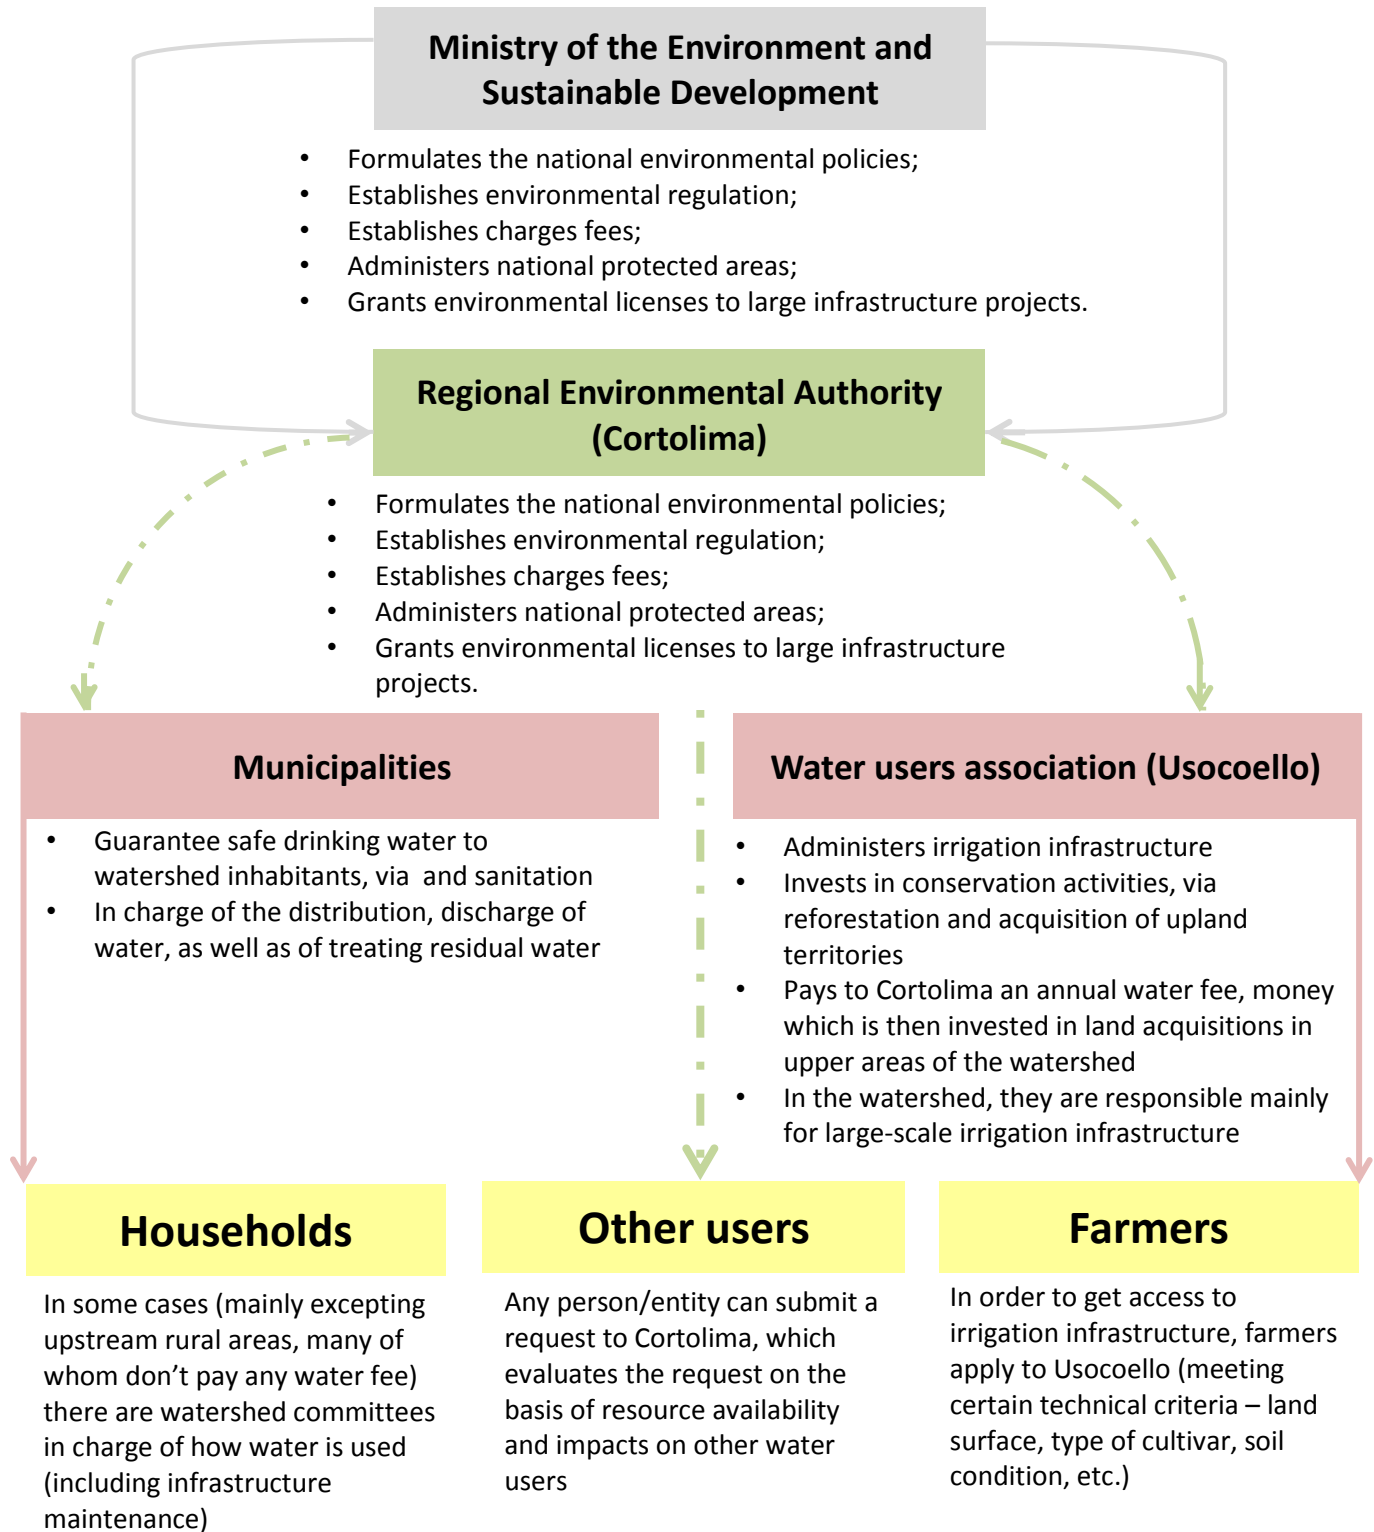 Ministry of the Environment and
Sustainable Development
• Formulates the national environmental policies;
• Establishes environmental regulation;
• Establishes charges fees;
• Administers national protected areas;
• Grants environmental licenses to large infrastructure projects.
Regional Environmental Authority
(Cortolima)
• Formulates the national environmental policies;
• Establishes environmental regulation;
• Establishes charges fees;
• Administers national protected areas;
• Grants environmental licenses to large infrastructure
projects.
Municipalities
• Guarantee safe drinking water to
watershed inhabitants, via  and sanitation
• In charge of the distribution, discharge of
water, as well as of treating residual water
Water users association (Usocoello)
• Administers irrigation infrastructure
• Invests in conservation activities, via
reforestation and acquisition of upland
territories
• Pays to Cortolima an annual water fee, money
which is then invested in land acquisitions in
upper areas of the watershed
• In the watershed, they are responsible mainly
for large-scale irrigation infrastructure
Households
In some cases (mainly excepting
upstream rural areas, many of
whom don’t pay any water fee)
there are watershed committees
in charge of how water is used
(including infrastructure
maintenance)
Other users
Any person/entity can submit a
request to Cortolima, which
evaluates the request on the
basis of resource availability
and impacts on other water
users
Farmers
In order to get access to
irrigation infrastructure, farmers
apply to Usocoello (meeting
certain technical criteria – land
surface, type of cultivar, soil
condition, etc.)